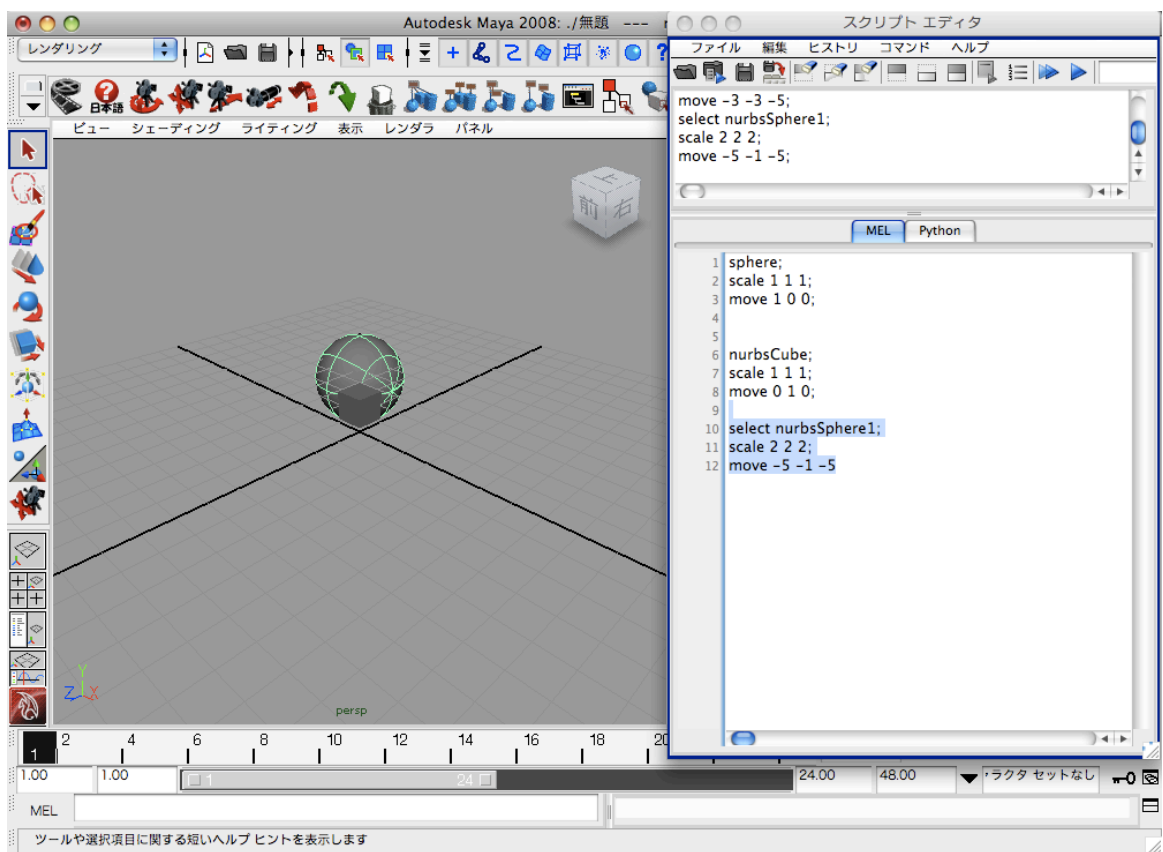 Autodesk Maya 2008: ./無題 ---
レンダリング
日本語
ビュー シェーディング ライティング 表示 レンダラ パネル
上
前 右
Y
Z X
persp
スクリプト エディタ
ファイル 編集 ヒストリ コマンド ヘルプ
move -3 -3 -5;
select nurbsSphere1;
scale 2 2 2;
move -5 -1 -5;
MEL Python
1 sphere;
2 scale 1 1 1;
3 move 1 0 0;
4
5
6 nurbsCube;
7 scale 1 1 1;
8 move 0 1 0;
9
10 select nurbsSphere1;
11 scale 2 2 2;
12 move -5 -1 -5
1 2 4 6 8 10 12 14 16 18 20
1.00 1.00 1 24 24.00 48.00 ラクタ セットなし
MEL
ツールや選択項目に関する短いヘルプ ヒントを表示します